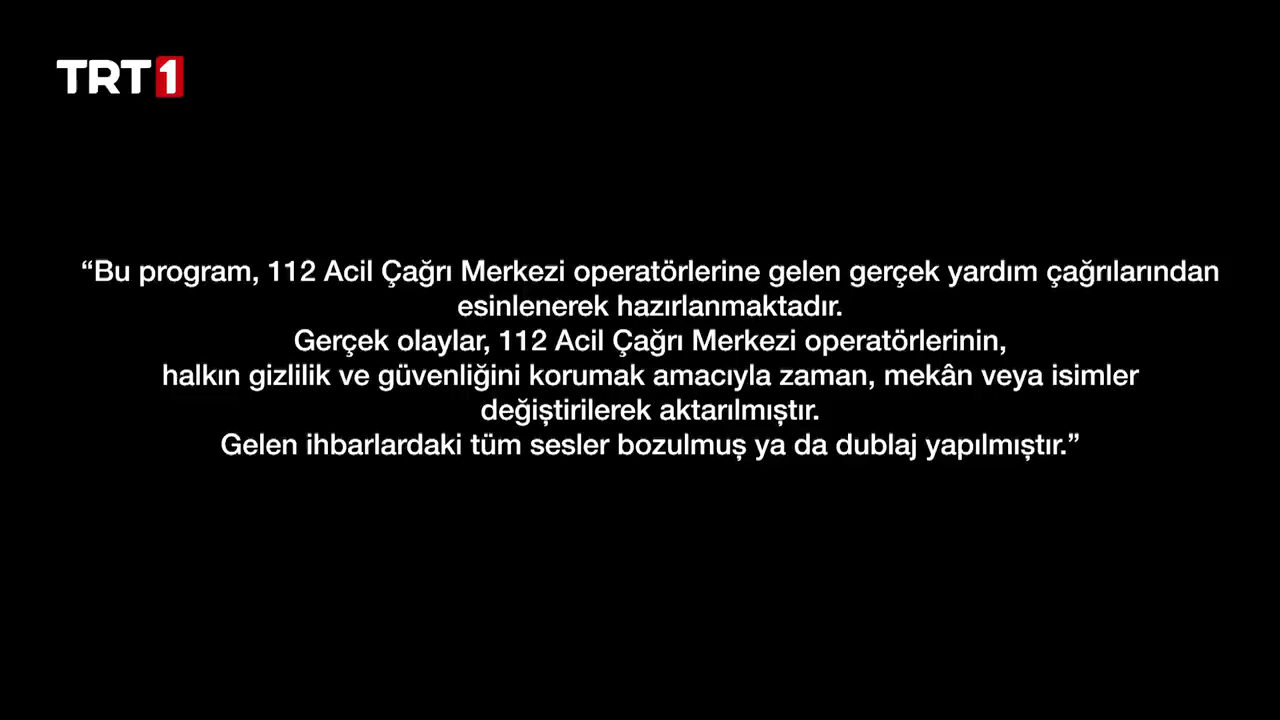 TRT 1
“Bu program, 112 Acil Çağrı Merkezi operatörlerine gelen gerçek yardım çağrılarından
esinlenerek hazırlanmaktadır.
Gerçek olaylar, 112 Acil Çağrı Merkezi operatörlerinin,
halkın gizlilik ve güvenliğini korumak amacıyla zaman, mekân veya isimler
değiştirilerek aktarılmıştır.
Gelen ihbarlardaki tüm sesler bozulmuş ya da dublaj yapılmıştır.”